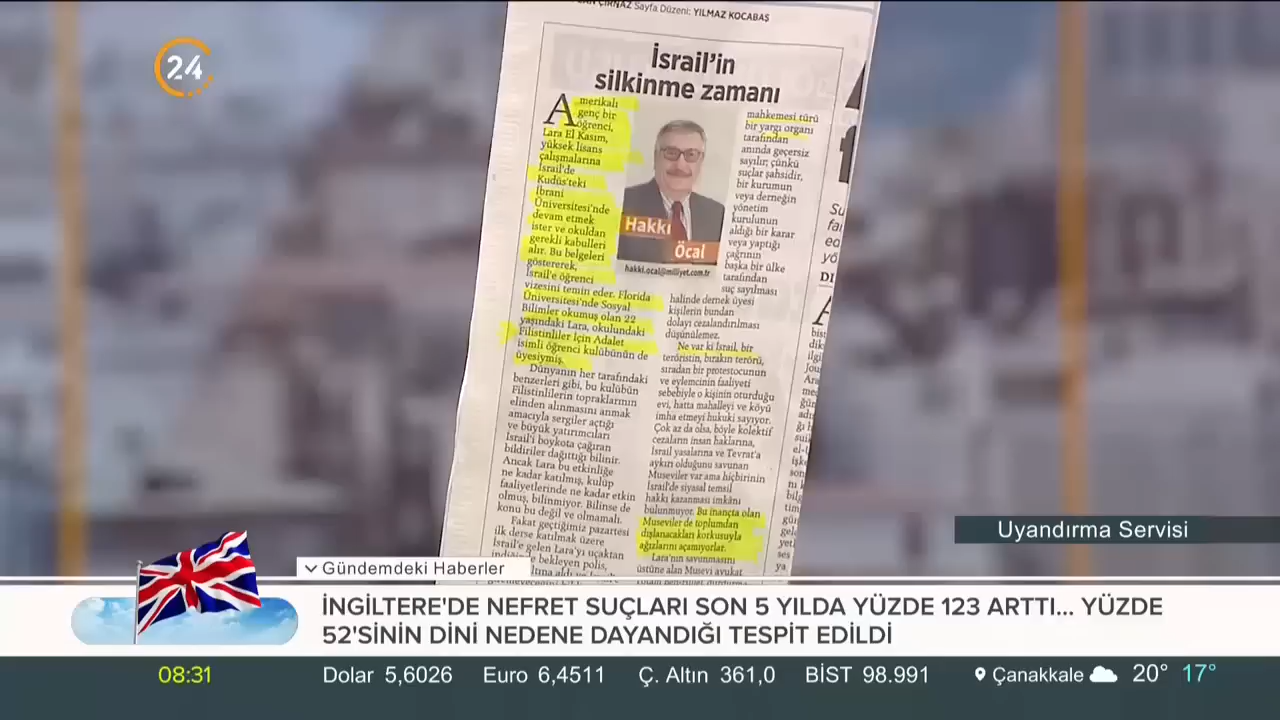 24
ÇIRNAZ Sayfa Düzeni: YILMAZ KOCABAŞ
İsrail'in
silkinme zamanı
Amerikalı
genç bir
öğrenci,
Lara El Kasım,
yüksek lisans
çalışmalarına
İsrail'de
Kudüs'teki
İbrani
Üniversitesi'nde
devam etmek
ister ve okuldan
gerekli kabulleri
alır. Bu belgeleri
göstererek,
İsrail'e öğrenci
vizesini temin eder. Florida
Üniversitesi'nde Sosyal
Bilimler okumuş olan 22
yaşındaki Lara, okulundaki
Filistinliler İçin Adalet
isimli öğrenci kulübünün de
üyesiymiş.
Dünyanın her tarafındaki
benzerleri gibi, bu kulübün
Filistinlilerin topraklarının
elinden alınmasını anmak
amacıyla sergiler açtığı
ve büyük yatırımcıları
İsrail'i boykota çağıran
bildiriler dağıttığı bilinir.
Ancak Lara bu etkinliğe
ne kadar katılmış, kulüp
faaliyetlerinde ne kadar etkin
olmuş, bilinmiyor. Bilinse de
konu bu değil ve olmamalı.
Fakat geçtiğimiz pazartesi
ilk derse katılmak üzere
İsrail'e gelen Lara'yı uçaktan
bekleyen polis,
Hakkı
Öcal
hakki.ocal@milliyet.com.tr
mahkemesi türü
bir yargı organı
tarafından
anında geçersiz
sayılır; çünkü
suçlar şahsidir,
bir kurumun
veya derneğin
yönetim
kurulunun
aldığı bir karar
veya yaptığı
çağrının
başka bir ülke
tarafından
suç sayılması
halinde dernek üyesi
kişilerin bundan
dolayı cezalandırılması
düşünülemez.
Ne var ki İsrail, bir
teröristin, bırakın terörü,
sıradan bir protestocunun
ve eylemcinin faaliyeti
sebebiyle o kişinin oturduğu
evi, hatta mahalleyi ve köyü
imha etmeyi hukuki sayıyor.
Çok az da olsa, böyle kolektif
cezaların insan haklarına,
İsrail yasalarına ve Tevrat'a
aykırı olduğunu savunan
Museviler var ama hiçbirinin
İsrail'de siyasal temsil
hakkı kazanması imkânı
bulunmuyor. Bu inançta olan
Museviler de toplumdan
dışlanacakları korkusuyla
ağızlarını açamıyorlar.
Lara'nın savunmasını
üstüne alan Musevi avukat
Uyandırma Servisi
Gündemdeki Haberler
İNGİLTERE'DE NEFRET SUÇLARI SON 5 YILDA YÜZDE 123 ARTTI... YÜZDE
52'SİNİN DİNİ NEDENE DAYANDIĞI TESPİT EDİLDİ
08:31 Dolar 5,6026 Euro 6,4511 Ç. Altın 361,0 BİST 98.991 Çanakkale 20° 17°